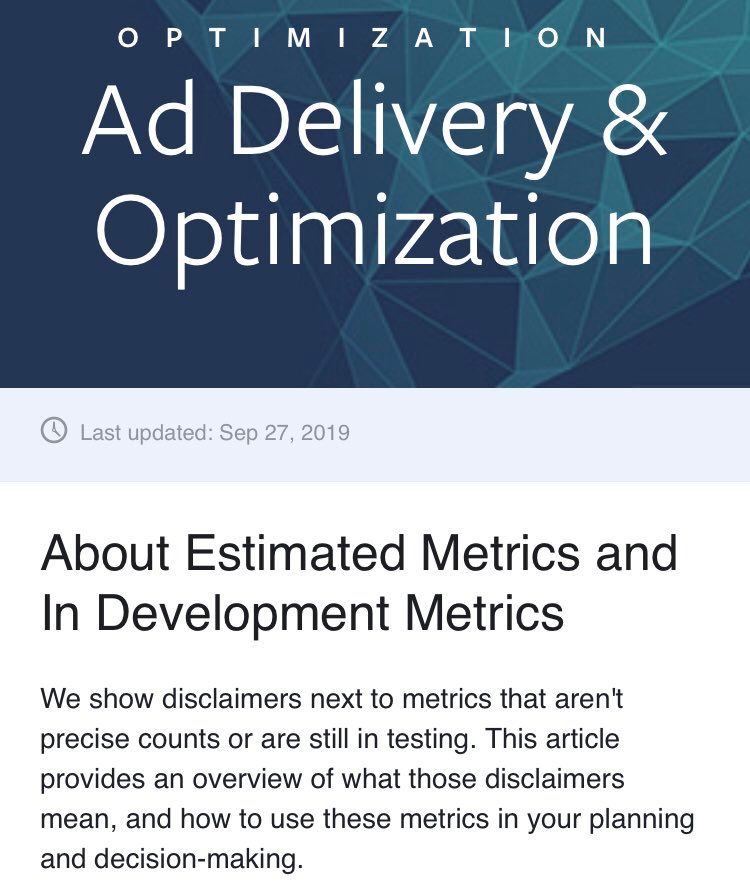 OPTIMIZATION
Ad Delivery &
Optimization
Last updated: Sep 27, 2019
About Estimated Metrics and
In Development Metrics
We show disclaimers next to metrics that aren't
precise counts or are still in testing. This article
provides an overview of what those disclaimers
mean, and how to use these metrics in your planning
and decision-making.